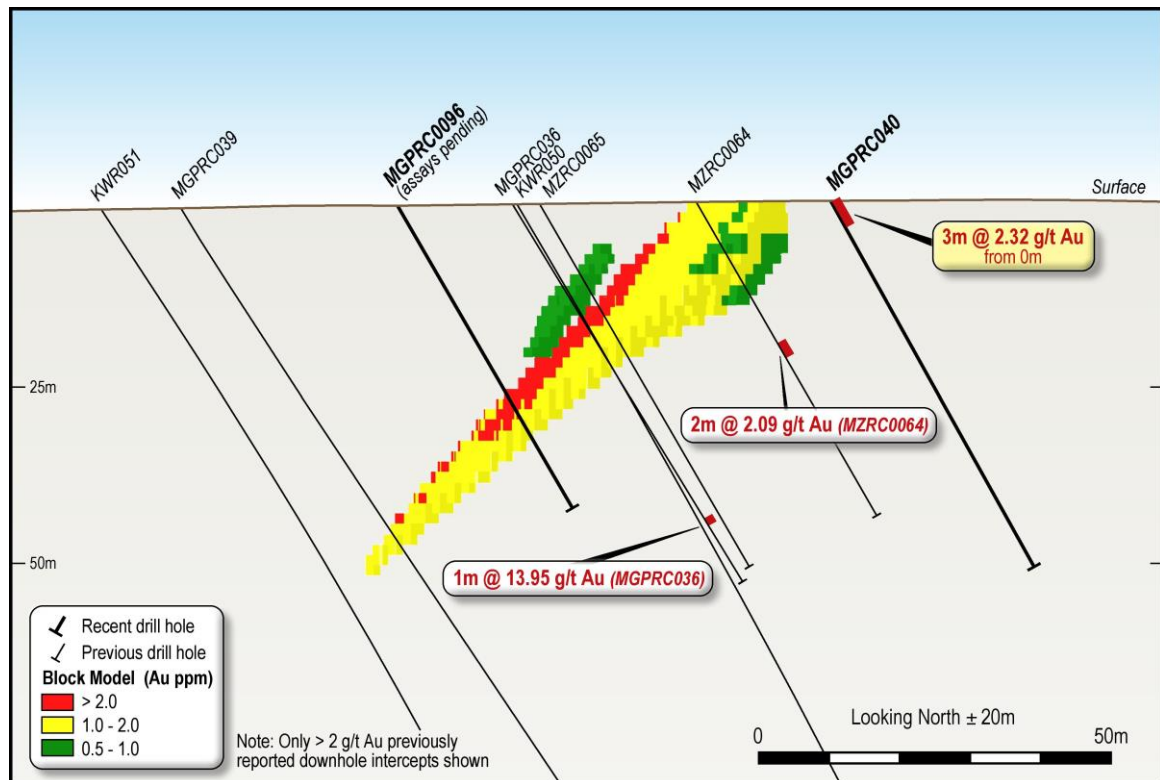 KWR051
MGPRC039
MGPRC0096
(assays pending)
MGPRC036
KWR050
MZRC0065
MZRC0064
MGPRC040
Surface
3m @ 2.32 g/t Au
from 0m
25m
2m @ 2.09 g/t Au (MZRC0064)
50m
1m @ 13.95 g/t Au (MGPRC036)
Recent drill hole
Previous drill hole
Block Model (Au ppm)
> 2.0
1.0 - 2.0
0.5 - 1.0
Note: Only > 2 g/t Au previously
reported downhole intercepts shown
Looking North ± 20m
0
50m